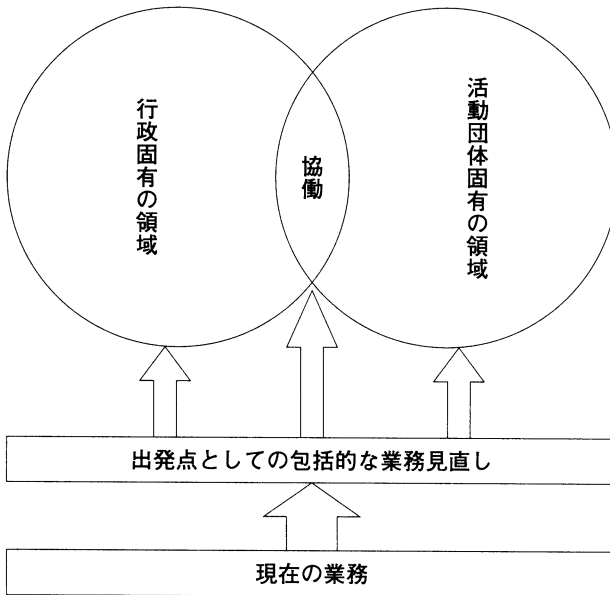 行政固有の領域
協働
活動団体固有の領域
出発点としての包括的な業務見直し
現在の業務